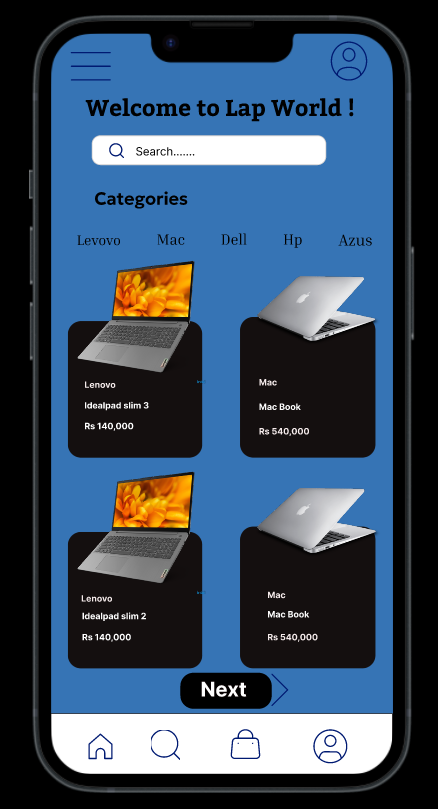 Welcome to Lap World !
Search.......
Categories
Levovo Mac Dell Hp Azus
Lenovo
Idealpad slim 3
Rs 140,000
Mac
Mac Book
Rs 540,000
Lenovo
Idealpad slim 2
Rs 140,000
Mac
Mac Book
Rs 540,000
Next